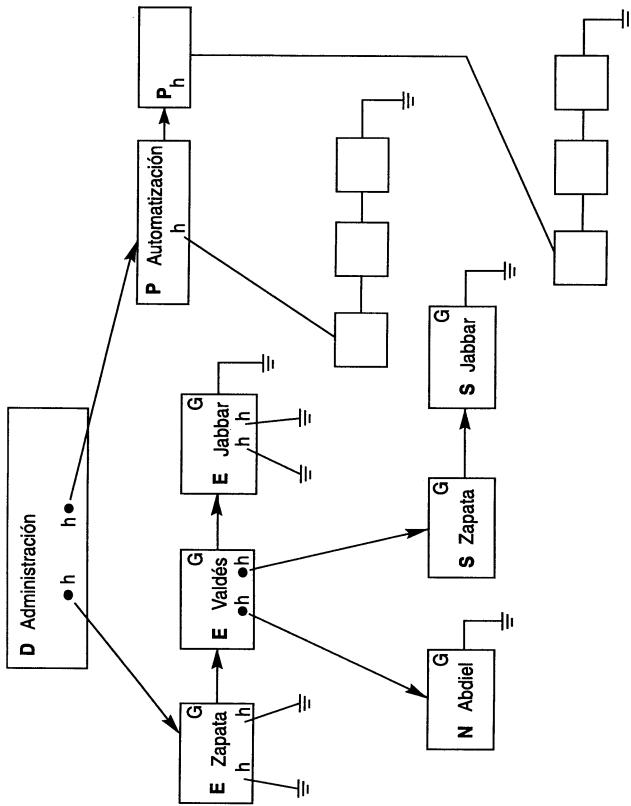 D Administración
h h
P Automatización
h
P
h
G
E Zapata
h h
G
E Valdés
h h
G
E Jabbar
h h
G
N Abdiel
G
S Zapata
G
S Jabbar